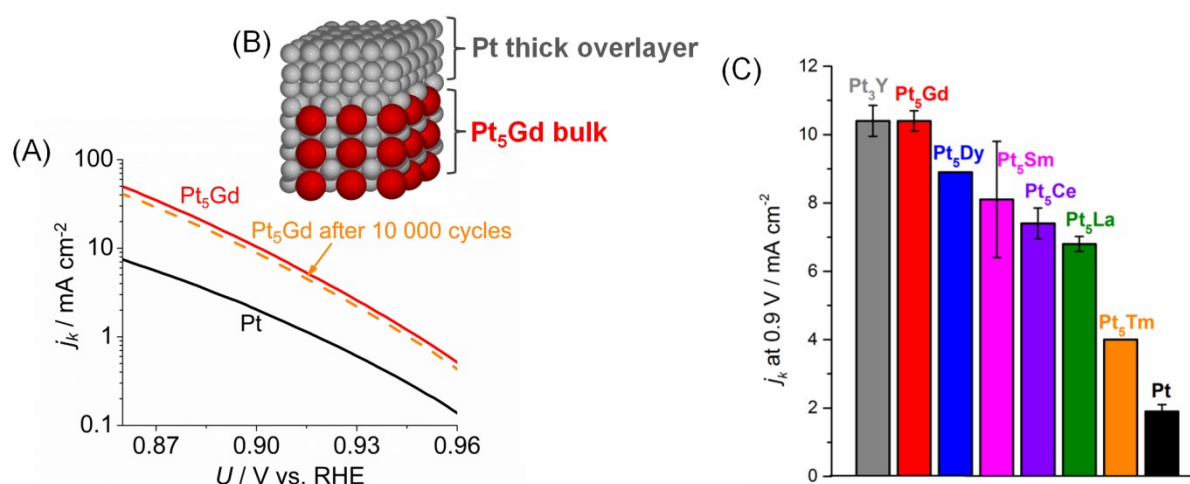 (A)
100
10
1
0.1
j_k / mA cm⁻²
Pt₅Gd
Pt₅Gd after 10 000 cycles
Pt
0.87 0.90 0.93 0.96
U / V vs. RHE
(B)
Pt thick overlayer
Pt₅Gd bulk
(C)
12
10
8
6
4
2
0
j_k at 0.9 V / mA cm⁻²
Pt₃Y
Pt₅Gd
Pt₅Dy
Pt₅Sm
Pt₅Ce
Pt₅La
Pt₅Tm
Pt